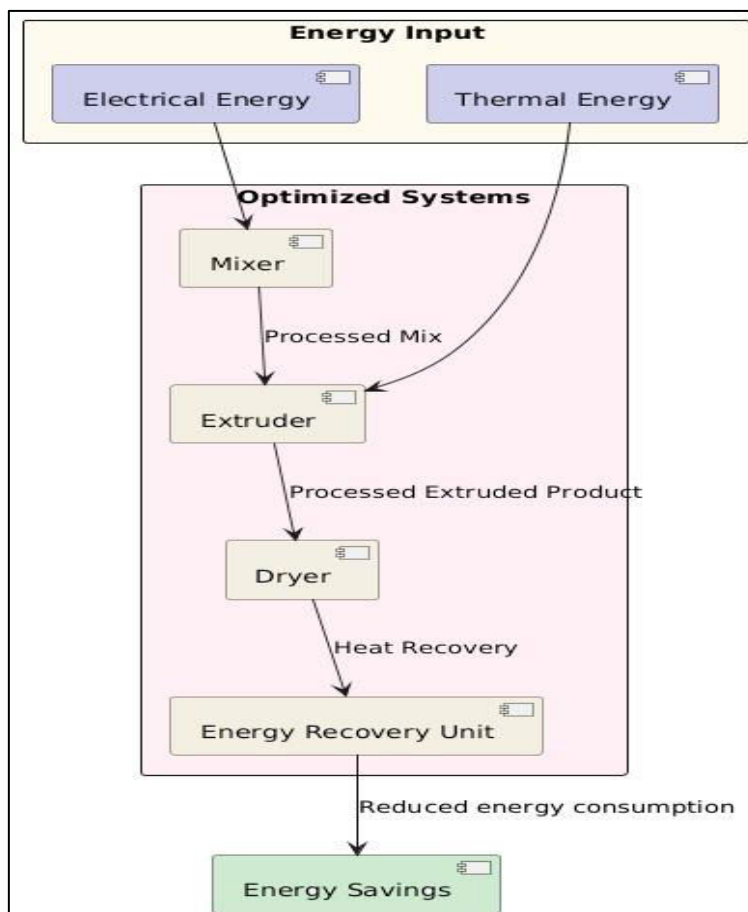 Energy Input
Electrical Energy
Thermal Energy
Optimized Systems
Mixer
Processed Mix
Extruder
Processed Extruded Product
Dryer
Heat Recovery
Energy Recovery Unit
Reduced energy consumption
Energy Savings